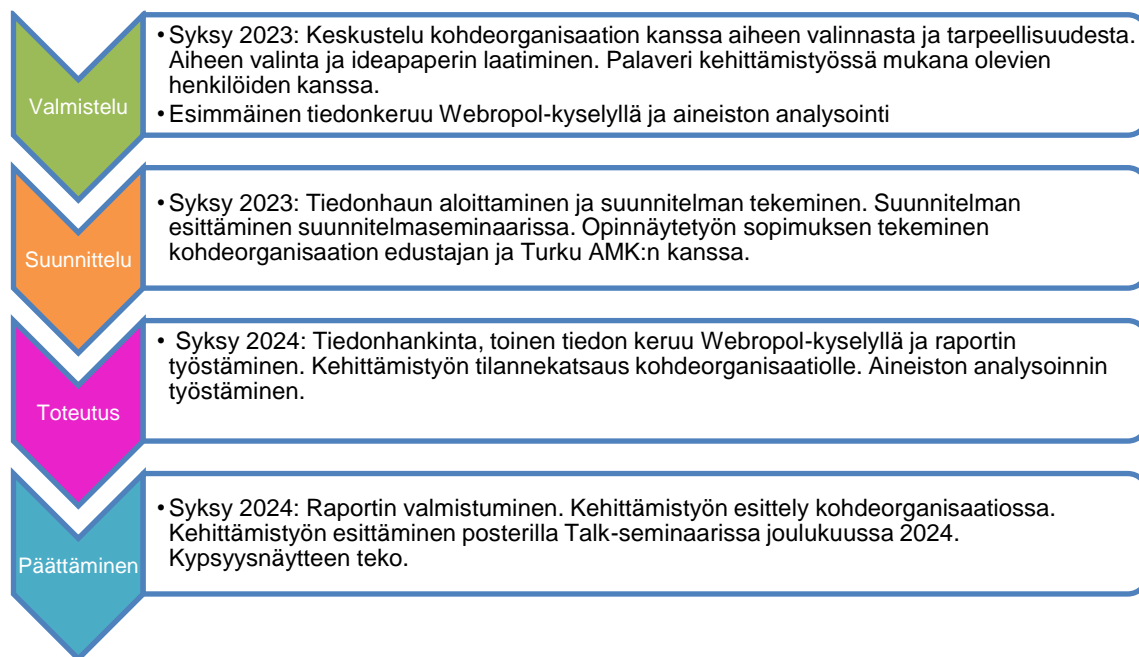 Valmistelu
• Syksy 2023: Keskustelu kohdeorganisaation kanssa aiheen valinnasta ja tarpeellisuudesta.
Aiheen valinta ja ideapaperin laatiminen. Palaveri kehittämistyössä mukana olevien
henkilöiden kanssa.
• Esimmäinen tiedonkeruu Webropol-kyselyllä ja aineiston analysointi
Suunnittelu
• Syksy 2023: Tiedonhaun aloittaminen ja suunnitelman tekeminen. Suunnitelman
esittäminen suunnitelmaseminaarissa. Opinnäytetyön sopimuksen tekeminen
kohdeorganisaation edustajan ja Turku AMK:n kanssa.
Toteutus
• Syksy 2024: Tiedonhankinta, toinen tiedon keruu Webropol-kyselyllä ja raportin
työstäminen. Kehittämistyön tilannekatsaus kohdeorganisaatiolle. Aineiston analysoinnin
työstäminen.
Päättäminen
• Syksy 2024: Raportin valmistuminen. Kehittämistyön esittely kohdeorganisaatiossa.
Kehittämistyön esittäminen posterilla Talk-seminaarissa joulukuussa 2024.
Kypsyysnäytteen teko.